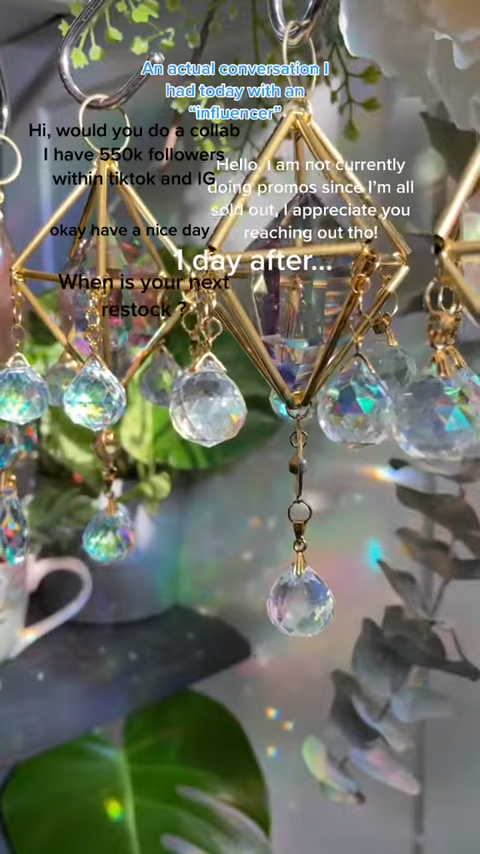 An actual conversation I
had today with an
“influencer”
Hi, would you do a collab
I have 550k followers
within tiktok and IG
Hello, I am not currently
doing promos since I'm all
sold out, I appreciate you
reaching out tho!
okay have a nice day
1 day after...
When is your next
restock ?